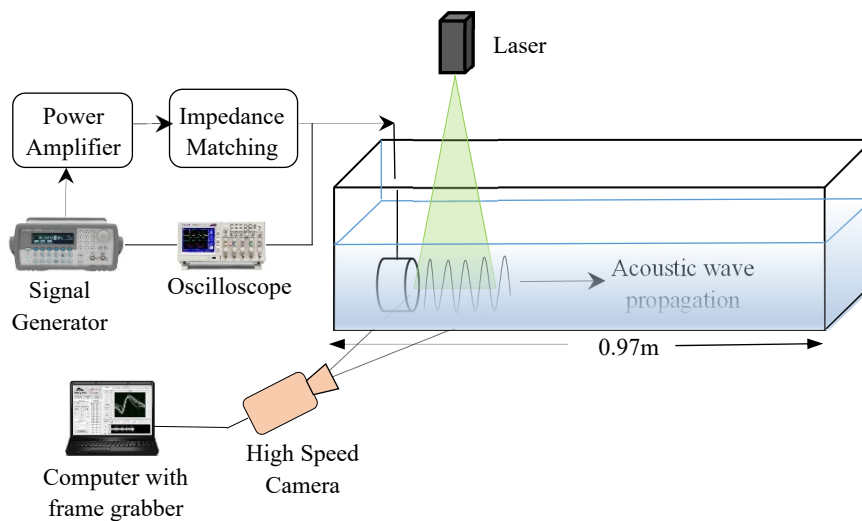 Laser
Power
Amplifier
Impedance
Matching
Signal
Generator
Oscilloscope
Acoustic wave
propagation
0.97m
High Speed
Camera
Computer with
frame grabber